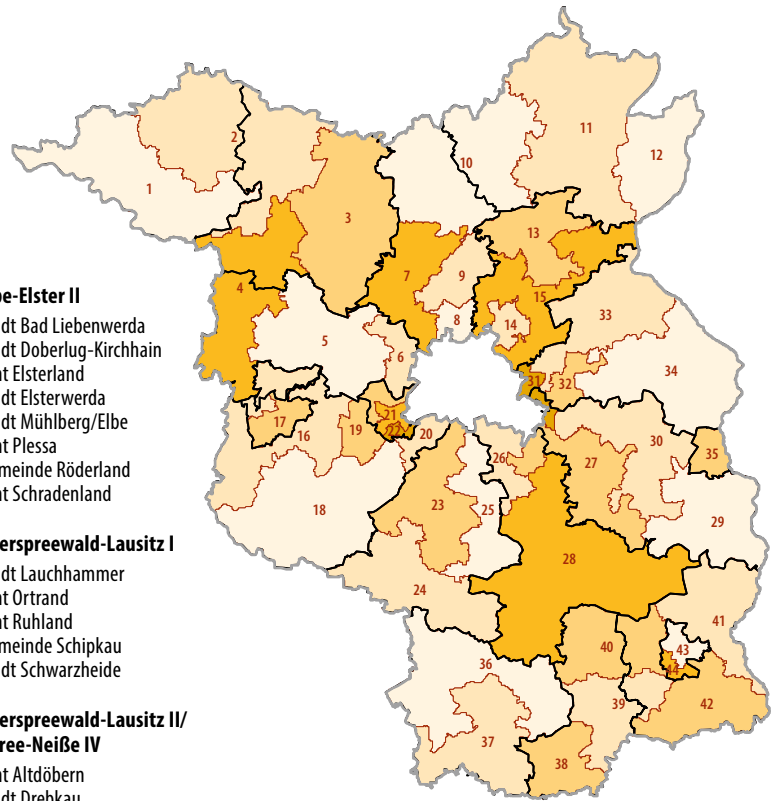 be-Elster II
dt Bad Liebenwerda
dt Doberlug-Kirchhain
t Elsterland
dt Elsterwerda
dt Mühlberg/Elbe
t Plessa
meinde Röderland
t Schradenland
erspreewald-Lausitz I
dt Lauchhammer
t Ortrand
t Ruhland
meinde Schipkau
dt Schwarzheide
erspreewald-Lausitz II/
ree-Neiße IV
t Altdöbern
dt Drebkau
1
2
3
4
5
6
7
8
9
10
11
12
13
14
15
16
17
18
19
20
21
22
23
24
25
26
27
28
29
30
31
32
33
34
35
36
37
38
39
40
41
42
43
44